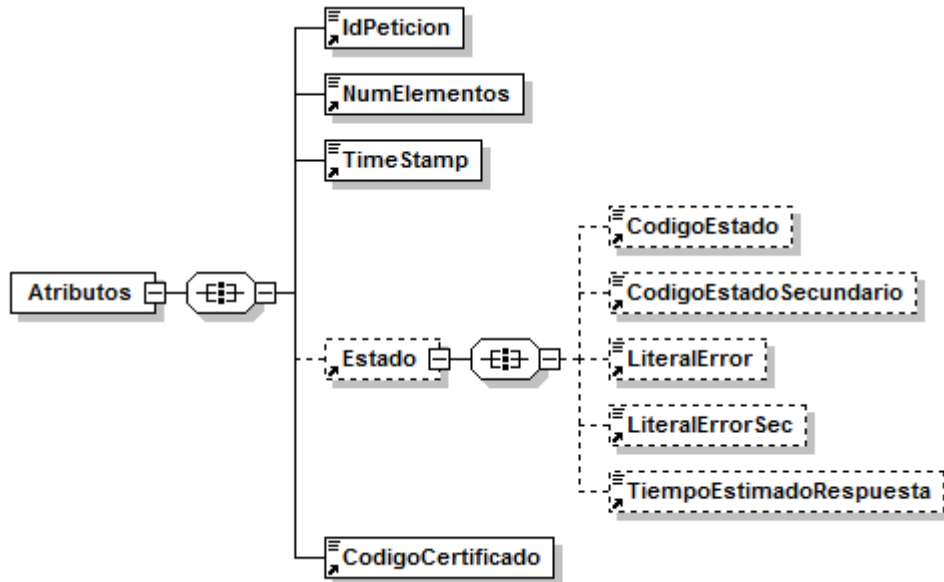 IdPeticion
NumElementos
TimeStamp
CodigoEstado
CodigoEstadoSecundario
Atributos
Estado
LiteralError
LiteralErrorSec
TiempoEstimadoRespuesta
CodigoCertificado